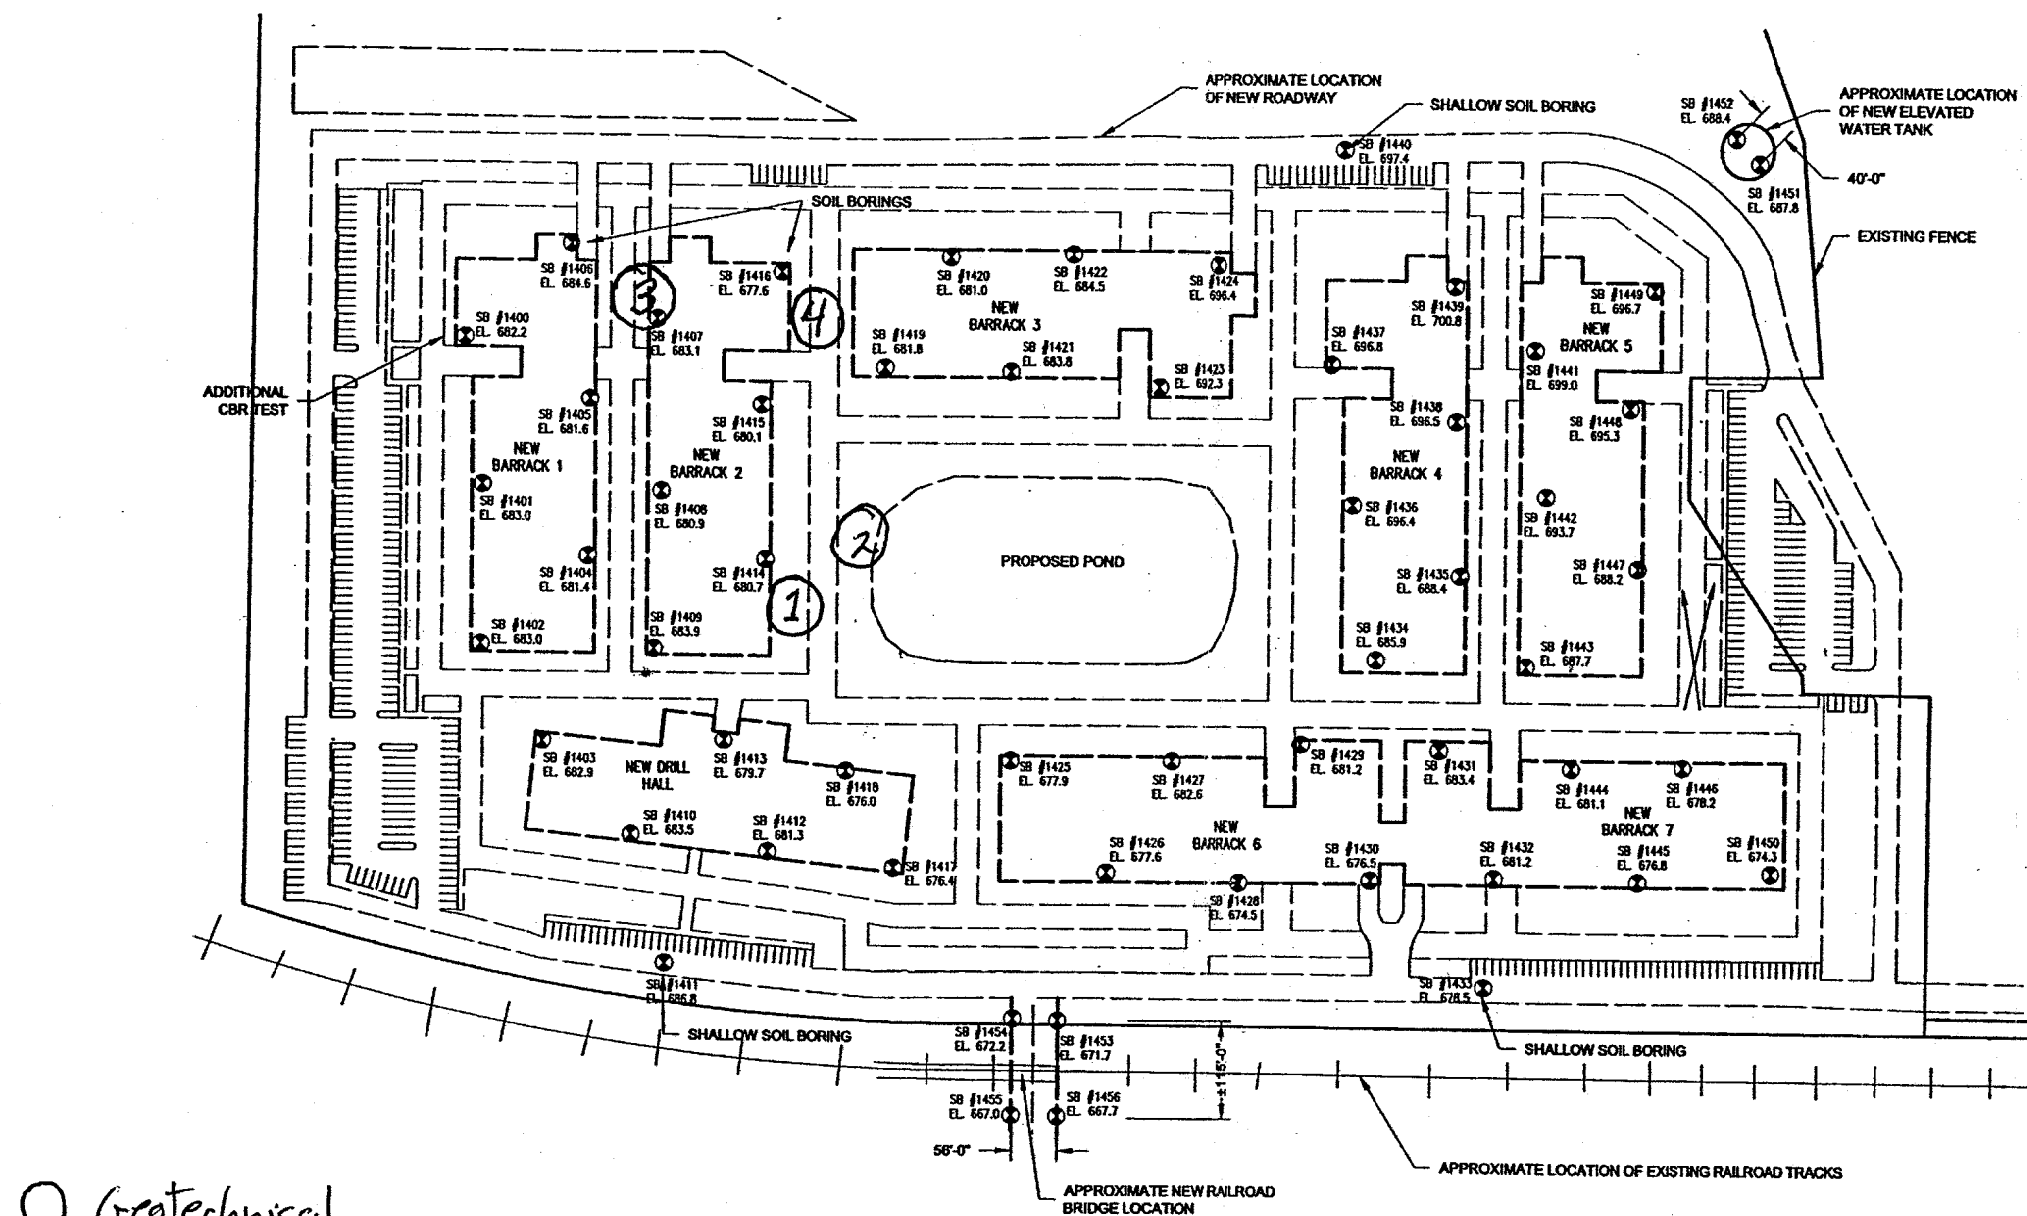 APPROXIMATE LOCATION
OF NEW ROADWAY
SHALLOW SOIL BORING
SB #1452
EL. 688.4
APPROXIMATE LOCATION
OF NEW ELEVATED
WATER TANK
SB #1440
EL. 697.4
40'-0"
SB #1451
EL. 687.8
EXISTING FENCE
SOIL BORINGS
SB #1406
EL. 684.6
3
SB #1416
EL. 677.6
4
SB #1420
EL. 681.0
SB #1422
EL. 684.5
SB #1424
EL. 696.4
NEW
BARRACK 3
SB #1439
EL. 700.8
SB #1449
EL. 696.7
NEW
BARRACK 5
SB #1400
EL. 682.2
SB #1407
EL. 683.1
SB #1419
EL. 681.8
SB #1421
EL. 683.8
SB #1423
EL. 692.3
SB #1437
EL. 696.8
SB #1441
EL. 699.0
ADDITIONAL
CBR TEST
SB #1405
EL. 681.6
SB #1415
EL. 680.1
SB #1438
EL. 696.5
SB #1448
EL. 695.3
NEW
BARRACK 1
NEW
BARRACK 2
NEW
BARRACK 4
SB #1401
EL. 683.0
SB #1408
EL. 680.9
2
PROPOSED POND
SB #1436
EL. 696.4
SB #1442
EL. 693.7
SB #1404
EL. 681.4
SB #1414
EL. 680.7
1
SB #1435
EL. 688.4
SB #1447
EL. 688.2
SB #1402
EL. 683.0
SB #1409
EL. 683.9
SB #1434
EL. 685.9
SB #1443
EL. 687.7
SB #1403
EL. 682.9
NEW DRILL
HALL
SB #1413
EL. 679.7
SB #1418
EL. 676.0
SB #1410
EL. 683.5
SB #1412
EL. 681.3
SB #1417
EL. 676.4
SB #1425
EL. 677.9
SB #1427
EL. 682.6
SB #1429
EL. 681.2
SB #1431
EL. 683.4
SB #1444
EL. 681.1
SB #1446
EL. 678.2
NEW
BARRACK 6
NEW
BARRACK 7
SB #1426
EL. 677.6
SB #1428
EL. 674.5
SB #1430
EL. 676.5
SB #1432
EL. 681.2
SB #1445
EL. 676.8
SB #1450
EL. 674.3
SB #1411
EL. 686.8
SHALLOW SOIL BORING
SB #1433
EL. 678.5
SHALLOW SOIL BORING
SB #1454
EL. 672.2
SB #1453
EL. 671.7
±115'-0"
SB #1455
EL. 667.0
SB #1456
EL. 667.7
56'-0"
APPROXIMATE LOCATION OF EXISTING RAILROAD TRACKS
APPROXIMATE NEW RAILROAD
BRIDGE LOCATION
Geotechnical